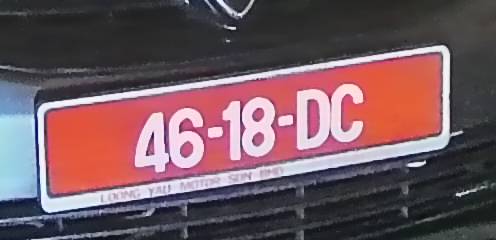 46-18-DC
LOONG YAU MOTOR SDN BHD